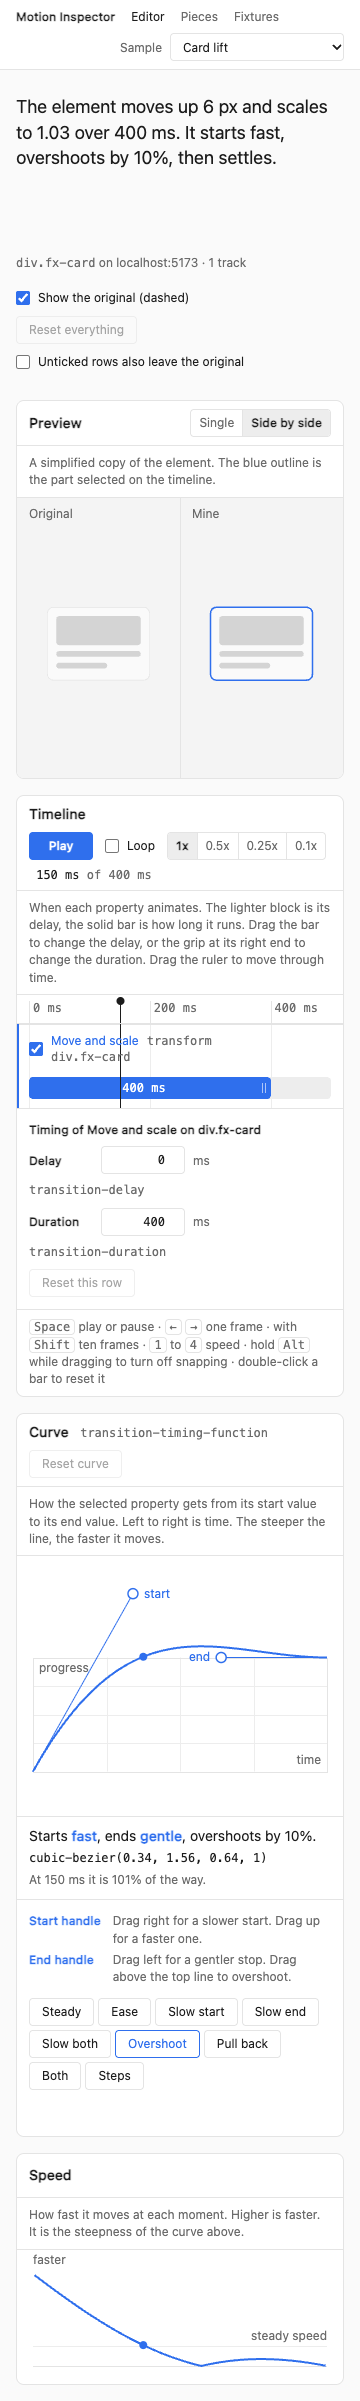 Motion Inspector Editor Pieces Fixtures
Sample Card lift
The element moves up 6 px and scales
to 1.03 over 400 ms. It starts fast,
overshoots by 10%, then settles.
div.fx-card on localhost:5173 · 1 track
Show the original (dashed)
Reset everything
Unticked rows also leave the original
Preview Single Side by side
A simplified copy of the element. The blue outline is
the part selected on the timeline.
Original Mine
Timeline
Play Loop 1x 0.5x 0.25x 0.1x
150 ms of 400 ms
When each property animates. The lighter block is its
delay, the solid bar is how long it runs. Drag the bar
to change the delay, or the grip at its right end to
change the duration. Drag the ruler to move through
time.
0 ms 200 ms 400 ms
Move and scale transform
div.fx-card
400 ms
Timing of Move and scale on div.fx-card
Delay 0 ms
transition-delay
Duration 400 ms
transition-duration
Reset this row
Space play or pause · ← → one frame · with
Shift ten frames · 1 to 4 speed · hold Alt
while dragging to turn off snapping · double-click a
bar to reset it
Curve transition-timing-function
Reset curve
How the selected property gets from its start value
to its end value. Left to right is time. The steeper the
line, the faster it moves.
start
end
progress
time
Starts fast, ends gentle, overshoots by 10%.
cubic-bezier(0.34, 1.56, 0.64, 1)
At 150 ms it is 101% of the way.
Start handle Drag right for a slower start. Drag up
for a faster one.
End handle Drag left for a gentler stop. Drag
above the top line to overshoot.
Steady Ease Slow start Slow end
Slow both Overshoot Pull back
Both Steps
Speed
How fast it moves at each moment. Higher is faster.
It is the steepness of the curve above.
faster
steady speed